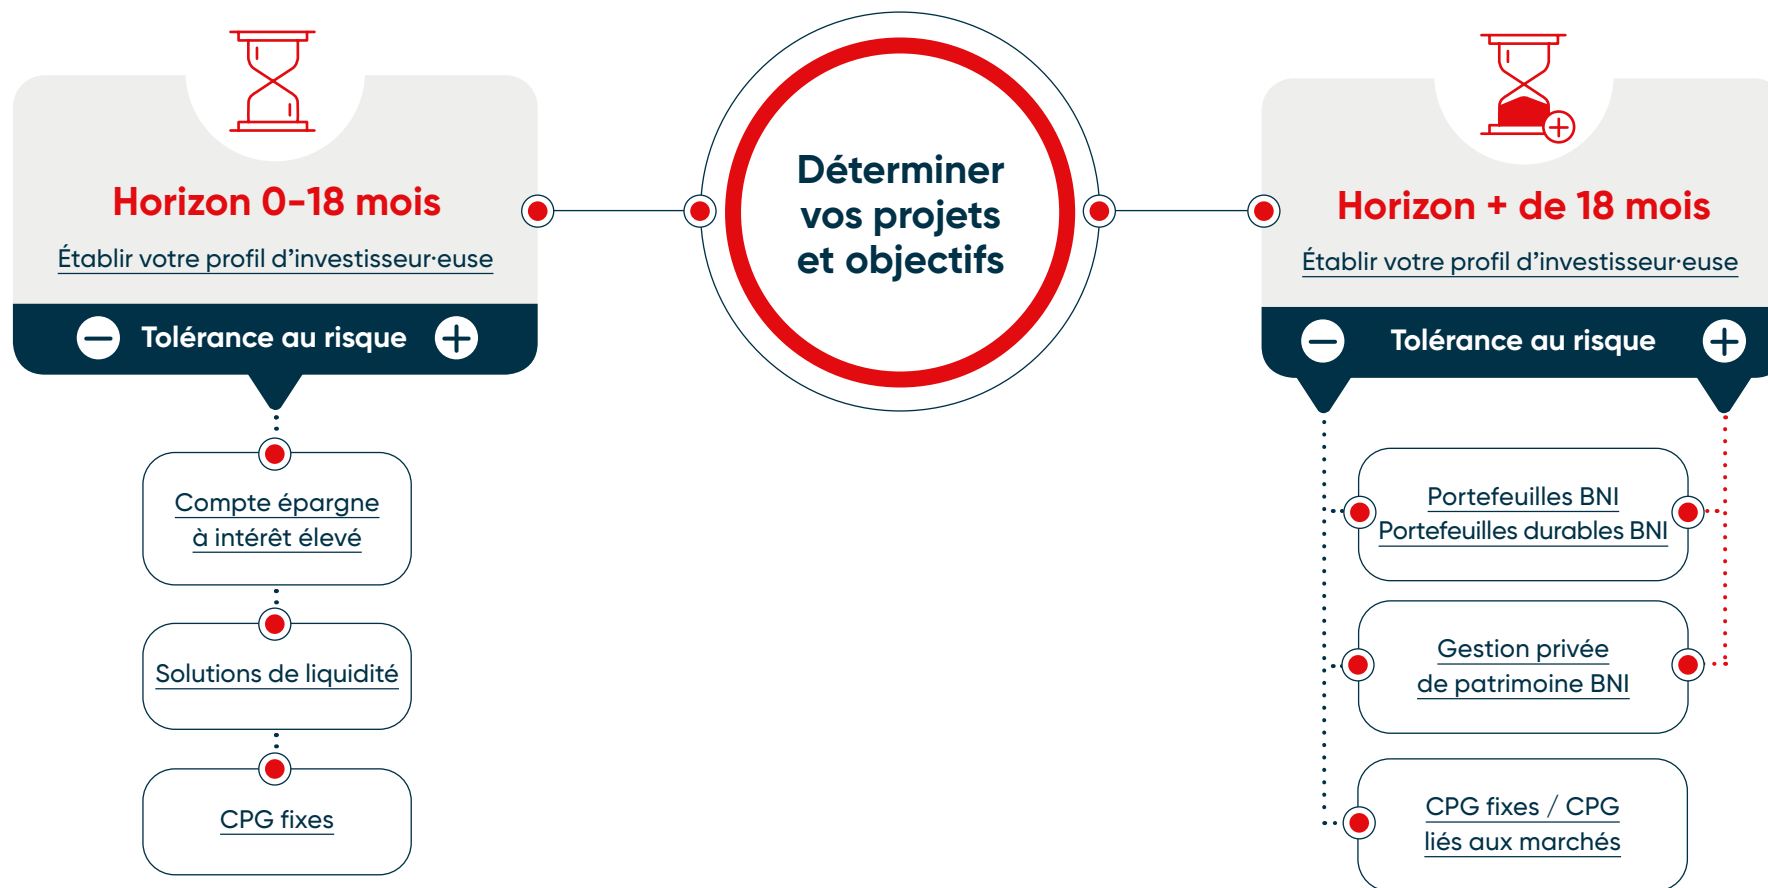 Horizon 0-18 mois
Établir votre profil d'investisseur·euse
Tolérance au risque
Compte épargne
à intérêt élevé
Solutions de liquidité
CPG fixes
Déterminer
vos projets
et objectifs
Horizon + de 18 mois
Établir votre profil d'investisseur·euse
Tolérance au risque
Portefeuilles BNI
Portefeuilles durables BNI
Gestion privée
de patrimoine BNI
CPG fixes / CPG
liés aux marchés